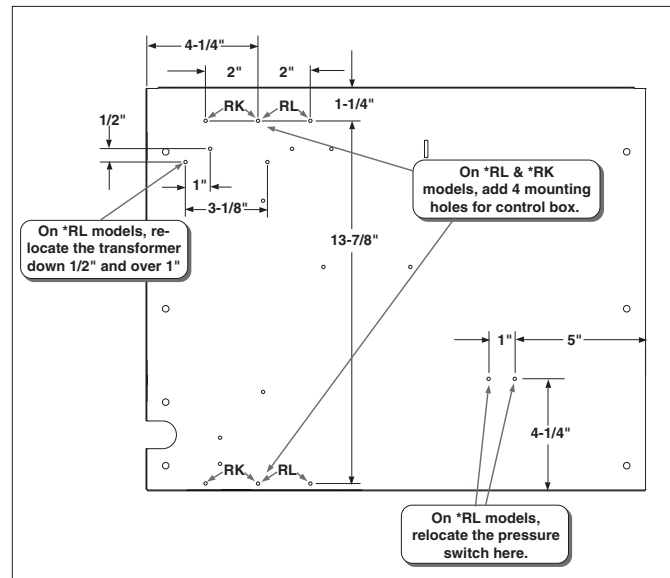 4-1/4"
2" 2"
RK RL
1-1/4"
1/2"
1"
3-1/8"
On *RL & *RK
models, add 4 mounting
holes for control box.
On *RL models, re-
locate the transformer
down 1/2" and over 1"
13-7/8"
1" 5"
4-1/4"
RK RL
On *RL models,
relocate the pressure
switch here.